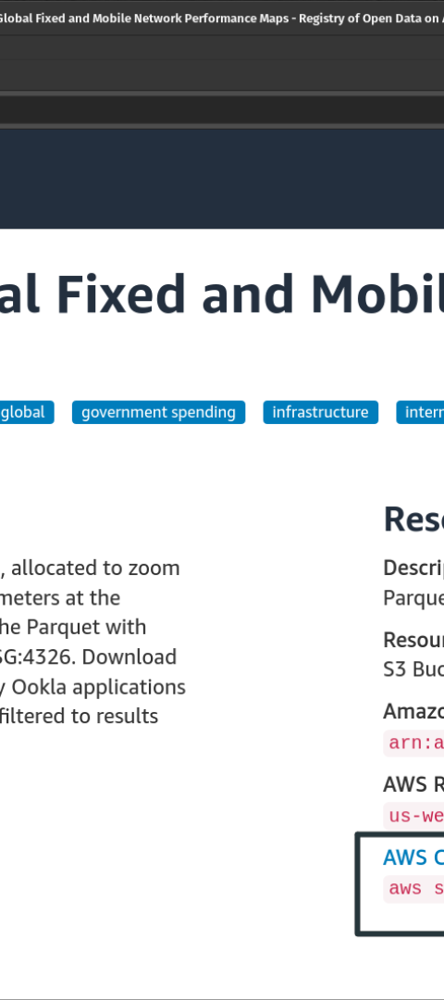 Global Fixed and Mobile Network Performance Maps - Registry of Open Data on
al Fixed and Mobil
global government spending infrastructure intern
, allocated to zoom
meters at the
he Parquet with
SG:4326. Download
y Ookla applications
filtered to results
Reso
Descrip
Parque
Resour
S3 Buc
Amazo
arn:a
AWS R
us-we
AWS C
aws s